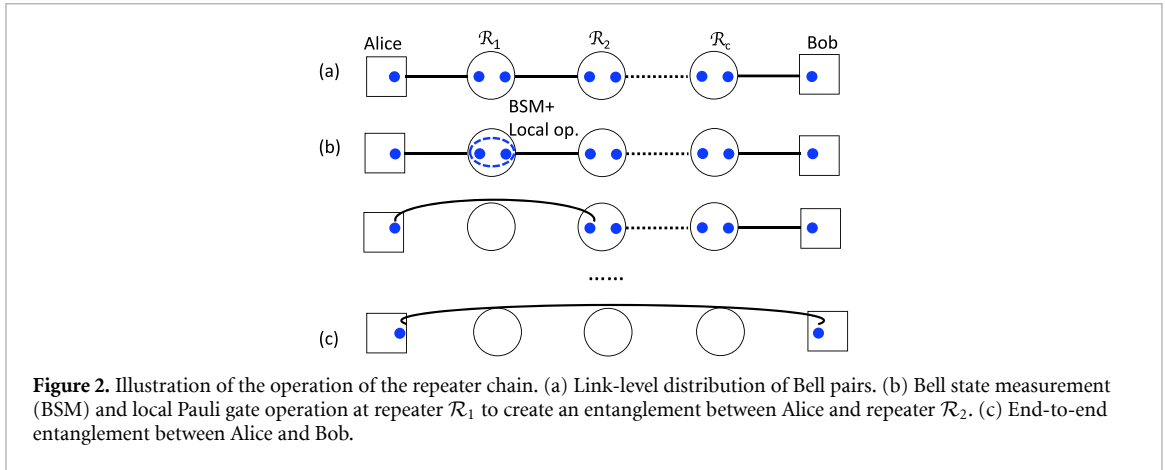 Alice R₁ R₂ R_c Bob
(a)
BSM+
Local op.
(b)
......
(c)
Figure 2. Illustration of the operation of the repeater chain. (a) Link-level distribution of Bell pairs. (b) Bell state measurement
(BSM) and local Pauli gate operation at repeater R₁ to create an entanglement between Alice and repeater R₂. (c) End-to-end
entanglement between Alice and Bob.